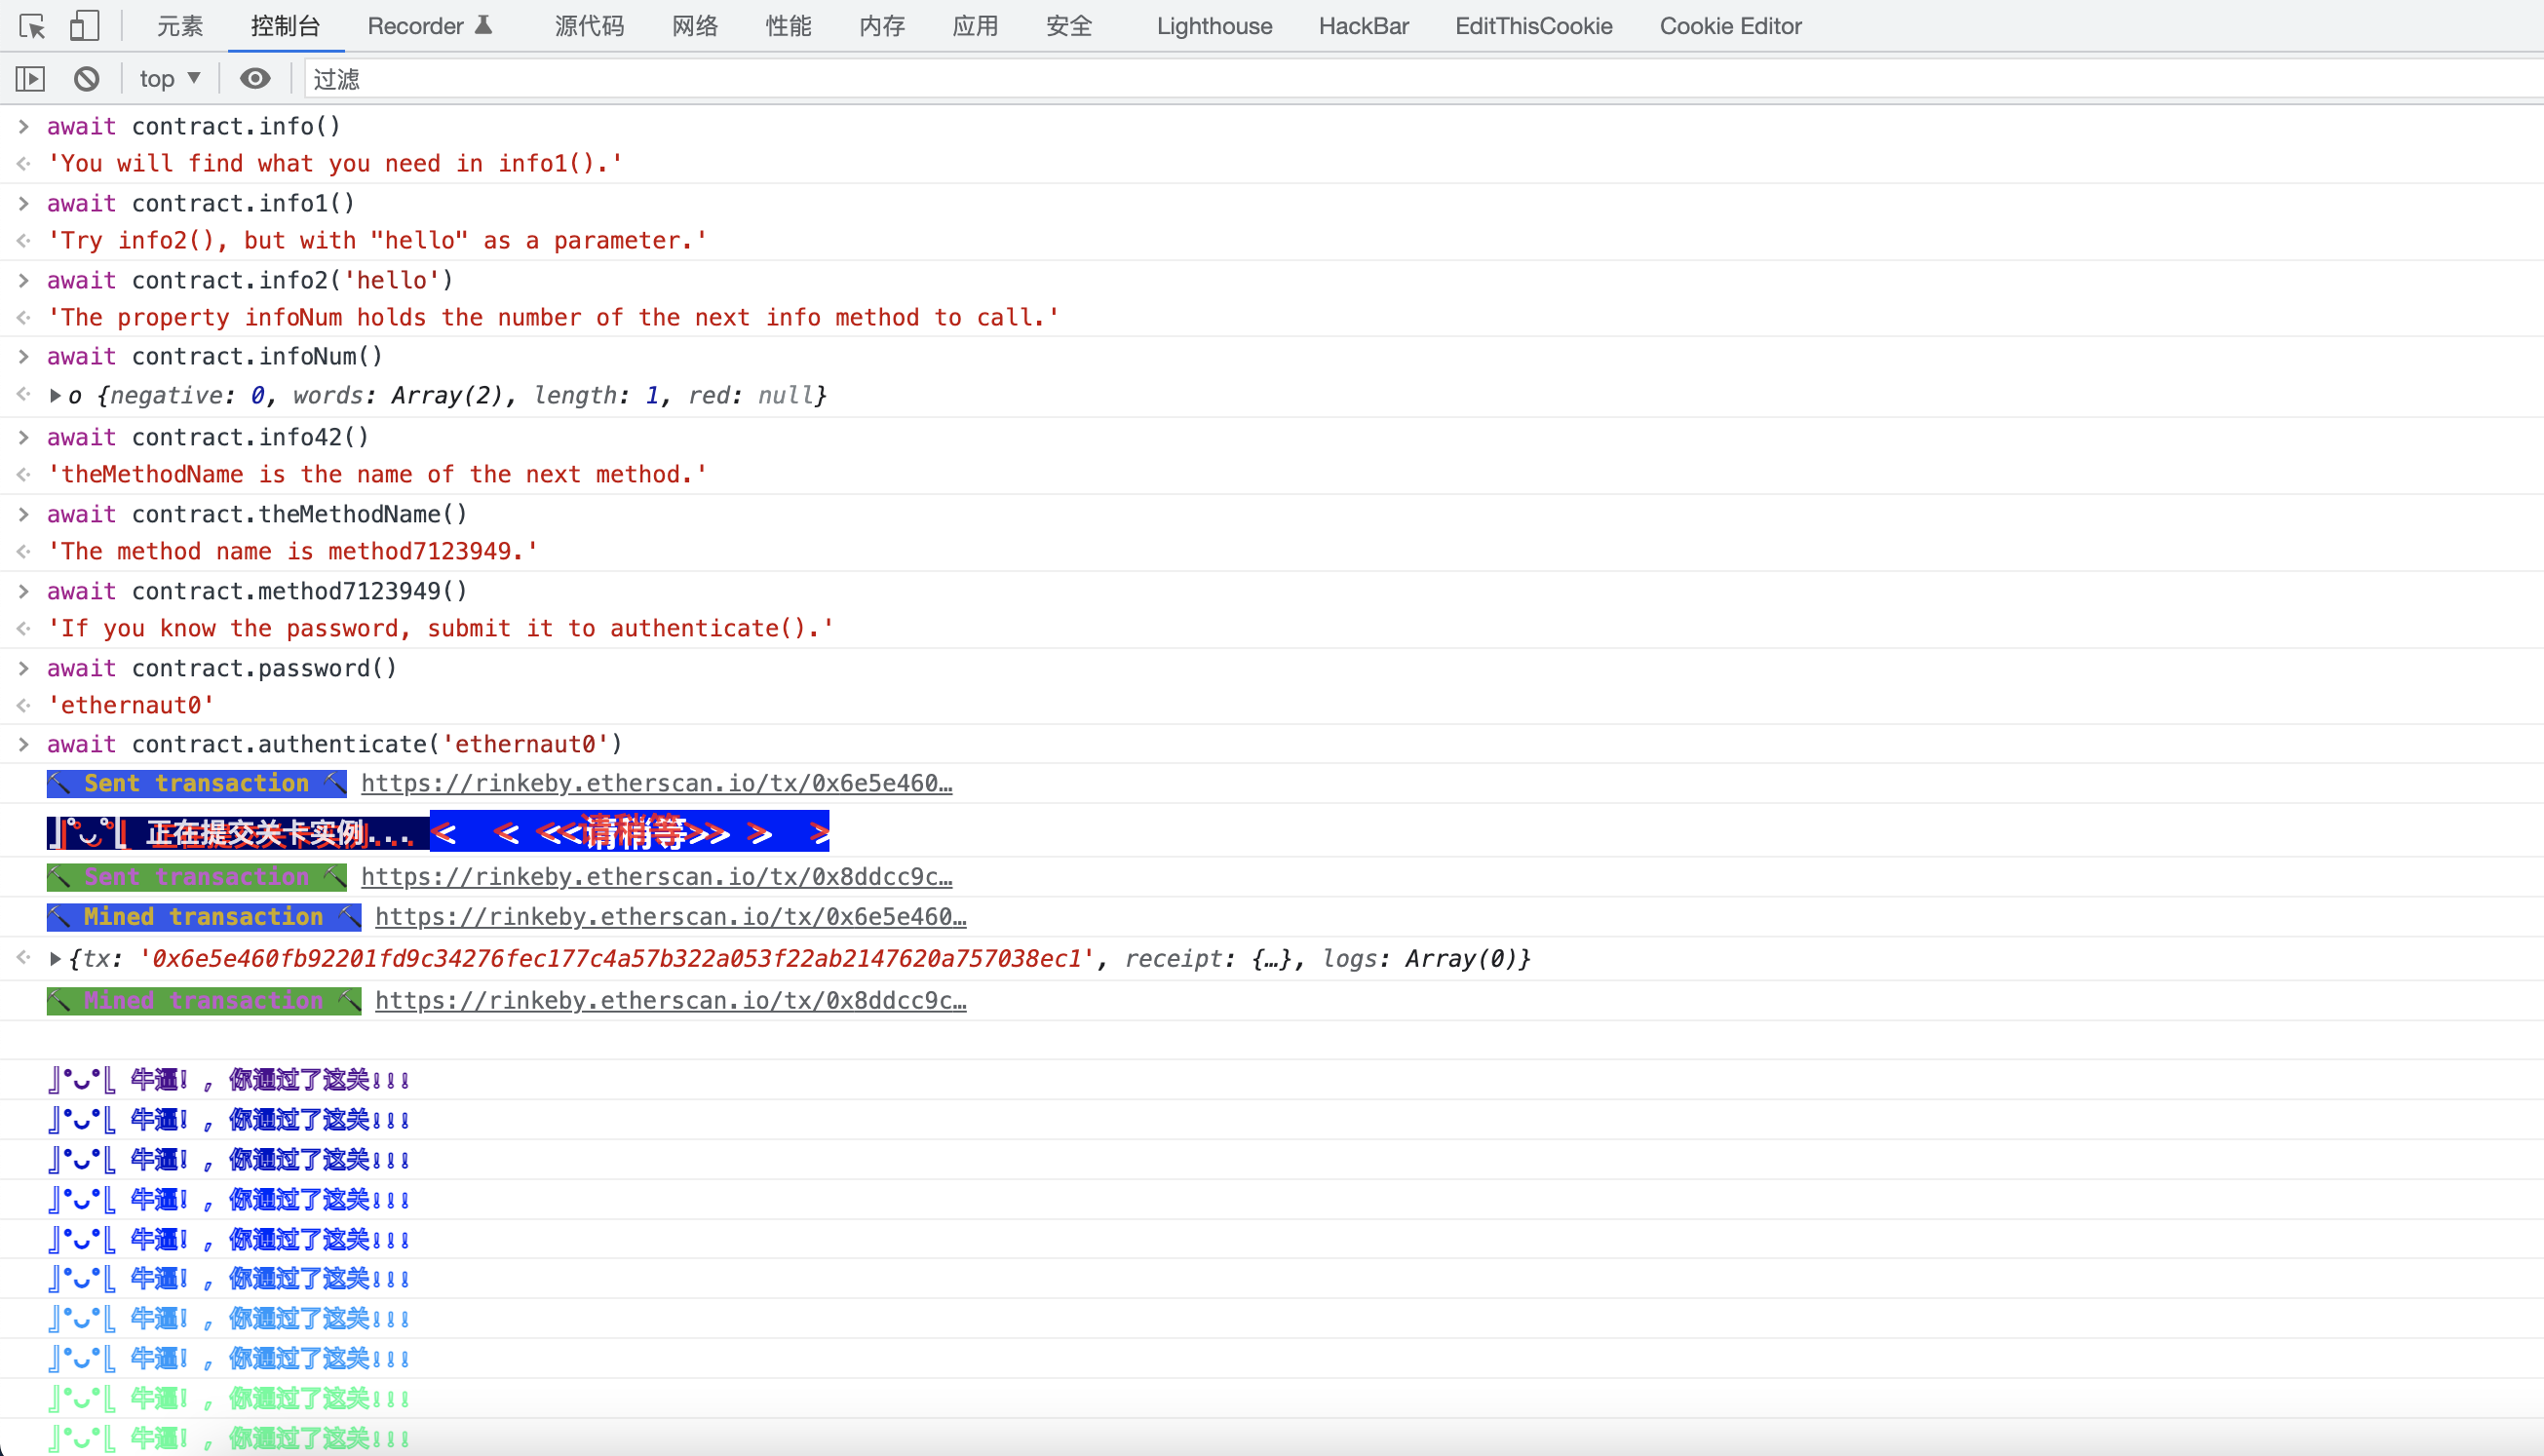 元素 控制台 Recorder 源代码 网络 性能 内存 应用 安全 Lighthouse HackBar EditThisCookie Cookie Editor
top ▼ 过滤
> await contract.info()
'You will find what you need in info1().'
> await contract.info1()
'Try info2(), but with "hello" as a parameter.'
> await contract.info2('hello')
'The property infoNum holds the number of the next info method to call.'
> await contract.infoNum()
▶ o {negative: 0, words: Array(2), length: 1, red: null}
> await contract.info42()
'theMethodName is the name of the next method.'
> await contract.theMethodName()
'The method name is method7123949.'
> await contract.method7123949()
'If you know the password, submit it to authenticate().'
> await contract.password()
'ethernaut0'
> await contract.authenticate('ethernaut0')
Sent transaction https://rinkeby.etherscan.io/tx/0x6e5e460…
⌋°ᴗ°⌊ 正在提交关卡实例... < < <<请稍等>> > >
Sent transaction https://rinkeby.etherscan.io/tx/0x8ddcc9c…
Mined transaction https://rinkeby.etherscan.io/tx/0x6e5e460…
▶ {tx: '0x6e5e460fb92201fd9c34276fec177c4a57b322a053f22ab2147620a757038ec1', receipt: {…}, logs: Array(0)}
Mined transaction https://rinkeby.etherscan.io/tx/0x8ddcc9c…
⌋°ᴗ°⌊ 牛逼!, 你通过了这关!!!
⌋°ᴗ°⌊ 牛逼!, 你通过了这关!!!
⌋°ᴗ°⌊ 牛逼!, 你通过了这关!!!
⌋°ᴗ°⌊ 牛逼!, 你通过了这关!!!
⌋°ᴗ°⌊ 牛逼!, 你通过了这关!!!
⌋°ᴗ°⌊ 牛逼!, 你通过了这关!!!
⌋°ᴗ°⌊ 牛逼!, 你通过了这关!!!
⌋°ᴗ°⌊ 牛逼!, 你通过了这关!!!
⌋°ᴗ°⌊ 牛逼!, 你通过了这关!!!
⌋°ᴗ°⌊ 牛逼!, 你通过了这关!!!